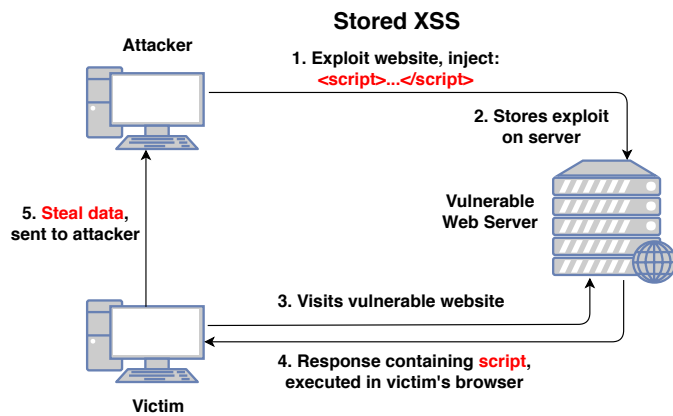 Stored XSS
Attacker
1. Exploit website, inject:
<script>...</script>
2. Stores exploit
on server
Vulnerable
Web Server
5. Steal data,
sent to attacker
3. Visits vulnerable website
4. Response containing script,
executed in victim's browser
Victim